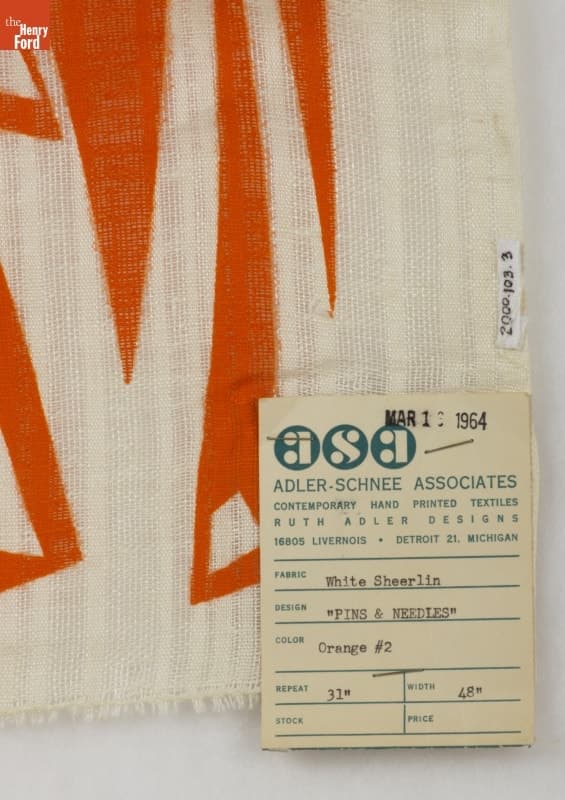 the
Henry
Ford
2000.103.3
MAR 1 1964
asa
ADLER-SCHNEE ASSOCIATES
CONTEMPORARY HAND PRINTED TEXTILES
RUTH ADLER DESIGNS
16805 LIVERNOIS • DETROIT 21, MICHIGAN
FABRIC White Sheerlin
DESIGN "PINS & NEEDLES"
COLOR Orange #2
REPEAT 31" WIDTH 48"
STOCK PRICE